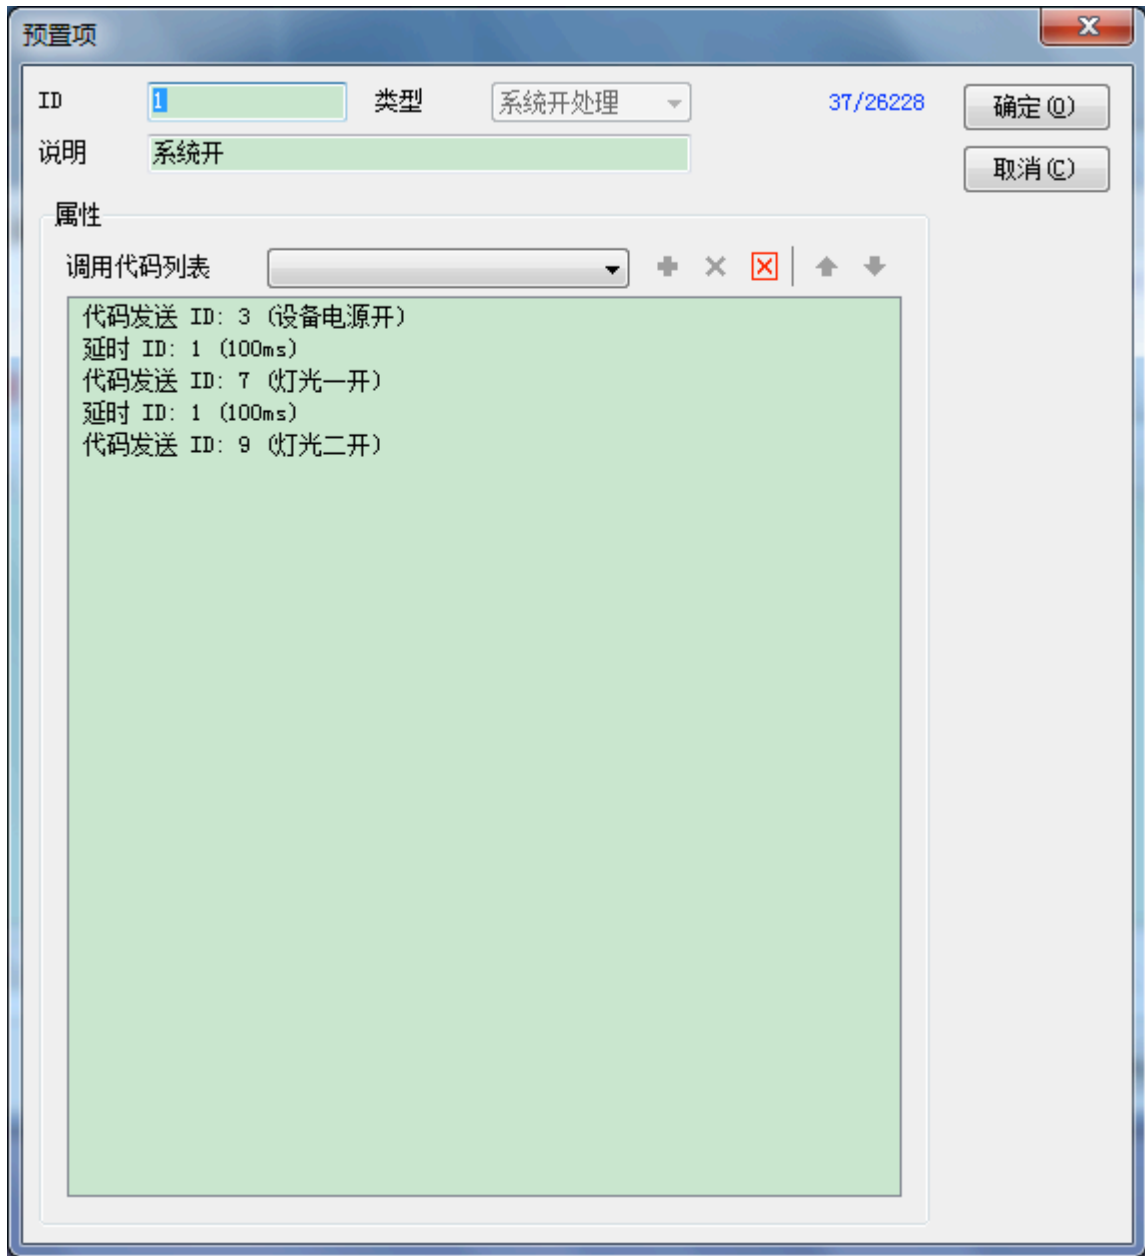 预置项
ID 1 类型 系统开处理 37/26228 确定(O)
说明 系统开 取消(C)
属性
调用代码列表
代码发送 ID: 3 (设备电源开)
延时 ID: 1 (100ms)
代码发送 ID: 7 (灯光一开)
延时 ID: 1 (100ms)
代码发送 ID: 9 (灯光二开)